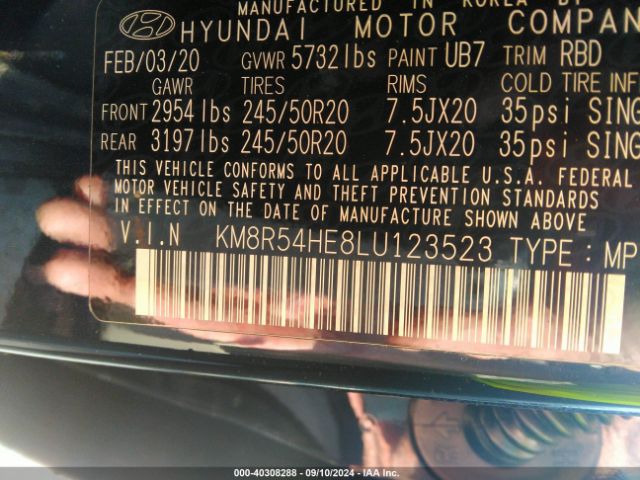 MANUFACTURED IN KOREA BY
HYUNDAI MOTOR COMPAN
FEB/03/20 GVWR 5732lbs PAINT UB7 TRIM RBD
GAWR TIRES RIMS COLD TIRE INF
FRONT 2954lbs 245/50R20 7.5JX20 35psi SING
REAR 3197lbs 245/50R20 7.5JX20 35psi SING
THIS VEHICLE CONFORMS TO ALL APPLICABLE U.S.A. FEDERAL
MOTOR VEHICLE SAFETY AND THEFT PREVENTION STANDARDS
IN EFFECT ON THE DATE OF MANUFACTURE SHOWN ABOVE
V.I.N KM8R54HE8LU123523 TYPE : MP
000-40308288 - 09/10/2024 - IAA Inc.